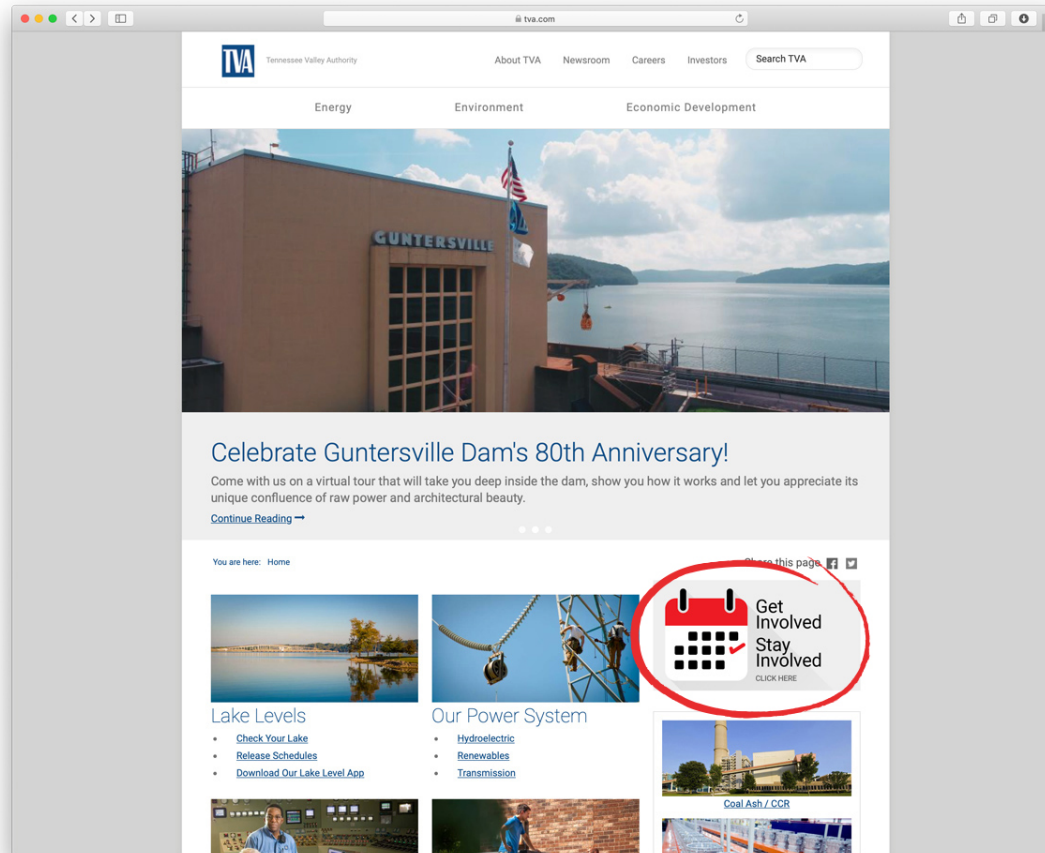 tva.com
TVA
Tennessee Valley Authority
About TVA Newsroom Careers Investors Search TVA
Energy Environment Economic Development
GUNTERSVILLE
Celebrate Guntersville Dam's 80th Anniversary!
Come with us on a virtual tour that will take you deep inside the dam, show you how it works and let you appreciate its
unique confluence of raw power and architectural beauty.
Continue Reading
You are here: Home
Share this page
Get
Involved
Stay
Involved
CLICK HERE
Lake Levels
Check Your Lake
Release Schedules
Download Our Lake Level App
Our Power System
Hydroelectric
Renewables
Transmission
Coal Ash / CCR